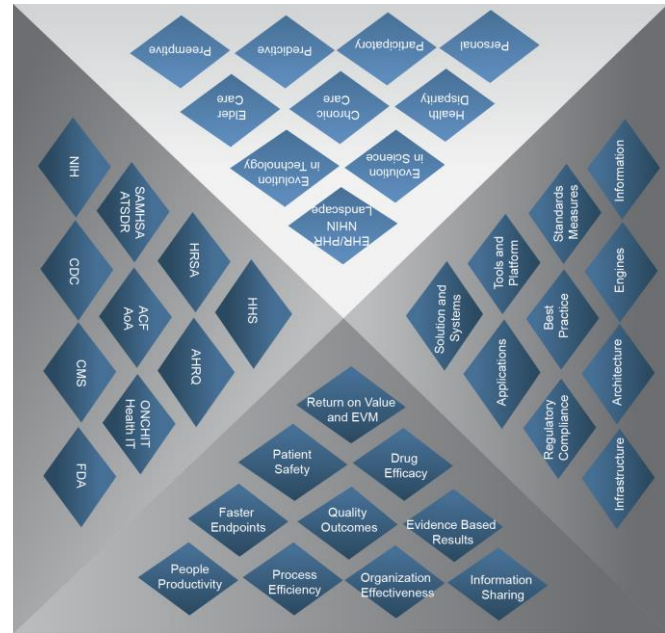 Preemptive
Predictive
Participatory
Personal
Elder
Care
Chronic
Care
Health
Disparity
Evolution
in Technology
Evolution
in Science
EHR/PHR
NHIN
Landscape
NIH
SAMHSA
ATSDR
HRSA
HHS
CDC
ACF
AoA
AHRQ
CMS
ONCHIT
Health IT
FDA
Information
Standards
Measures
Tools and
Platform
Solution and
Systems
Engines
Best
Practice
Applications
Architecture
Regulatory
Compliance
Infrastructure
Return on Value
and EVM
Patient
Safety
Drug
Efficacy
Faster
Endpoints
Quality
Outcomes
Evidence Based
Results
People
Productivity
Process
Efficiency
Organization
Effectiveness
Information
Sharing